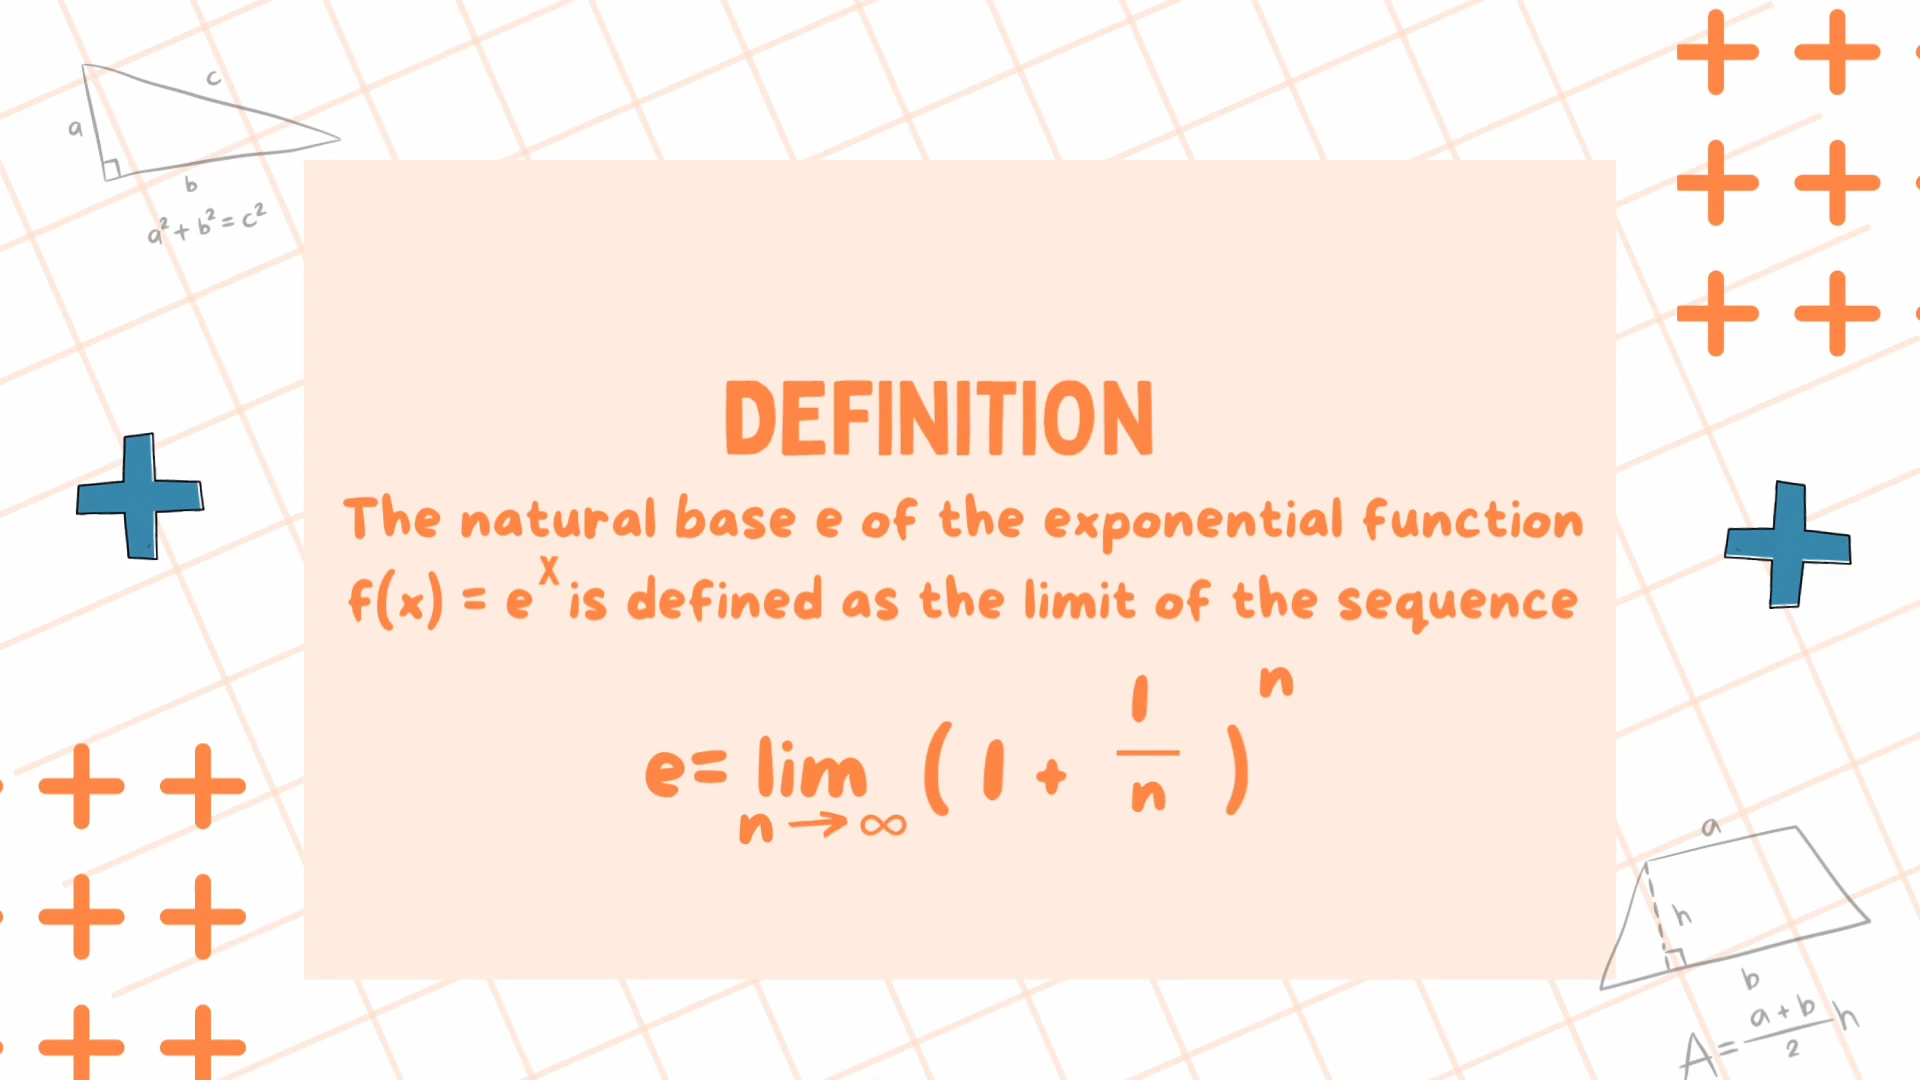 c
a
b
a² + b² = c²
DEFINITION
The natural base e of the exponential function
f(x) = e^x is defined as the limit of the sequence
e = lim n→∞ ( 1 + 1/n )^n
a
h
b
A = (a + b)/2 h